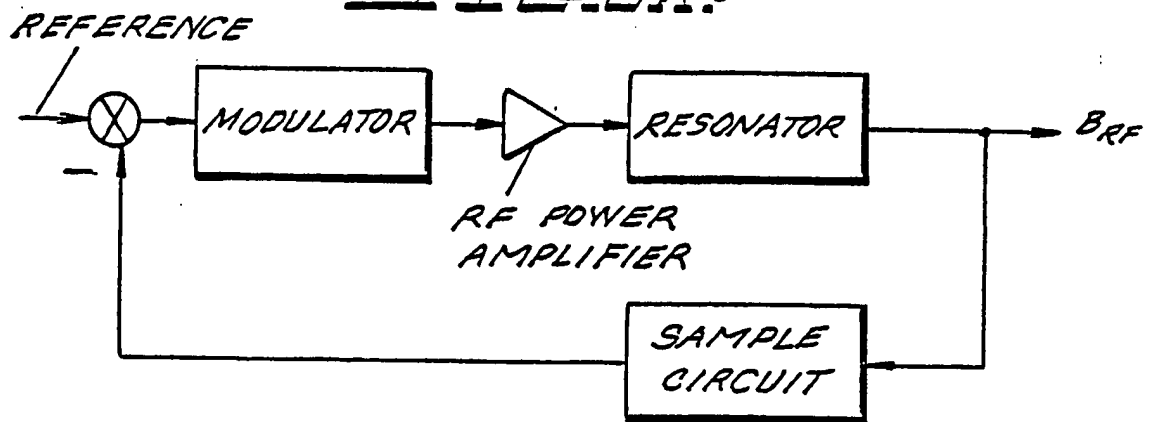 REFERENCE
MODULATOR
RESONATOR
B_RF
−
RF POWER
AMPLIFIER
SAMPLE
CIRCUIT